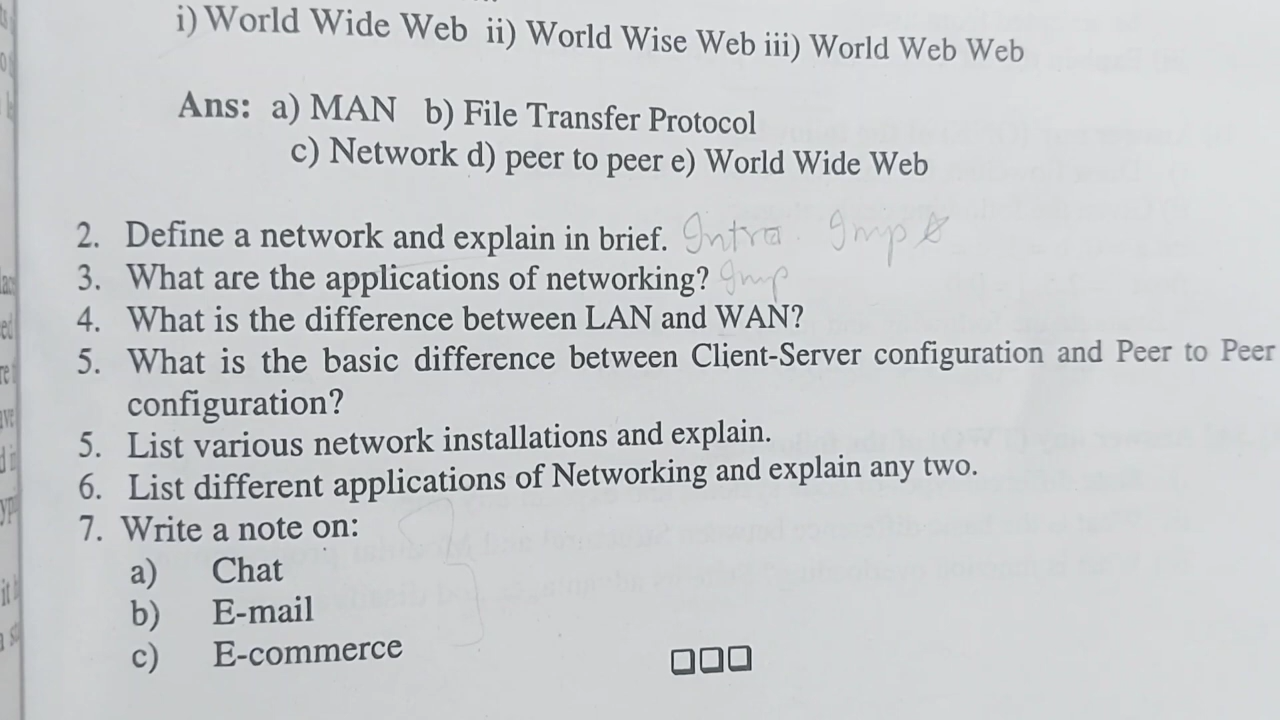 i) World Wide Web ii) World Wise Web iii) World Web Web
Ans: a) MAN b) File Transfer Protocol
c) Network d) peer to peer e) World Wide Web
2. Define a network and explain in brief. Intra. Imp
3. What are the applications of networking? Imp
4. What is the difference between LAN and WAN?
5. What is the basic difference between Client-Server configuration and Peer to Peer
configuration?
5. List various network installations and explain.
6. List different applications of Networking and explain any two.
7. Write a note on:
a) Chat
b) E-mail
c) E-commerce